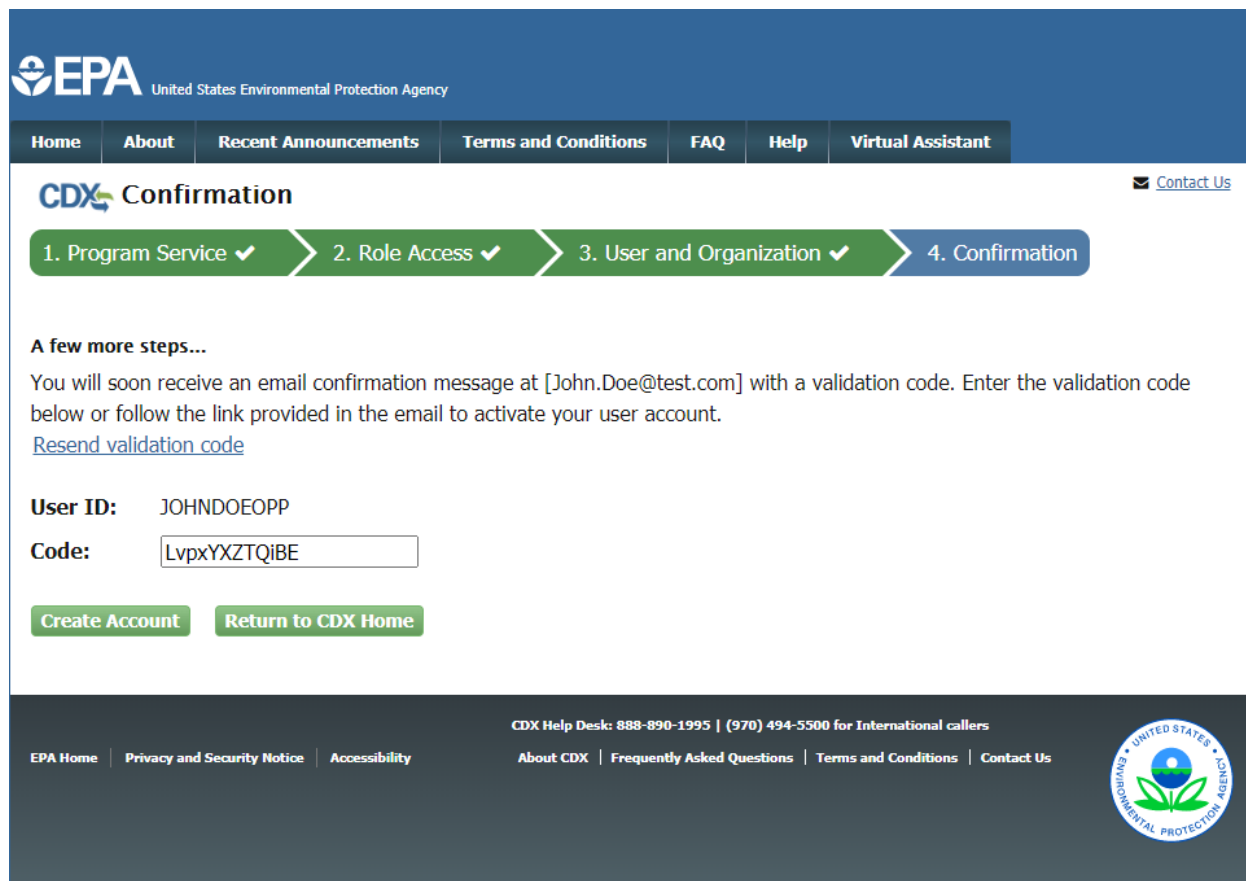 EPA United States Environmental Protection Agency
Home About Recent Announcements Terms and Conditions FAQ Help Virtual Assistant
Contact Us
CDX Confirmation
1. Program Service ✔ 2. Role Access ✔ 3. User and Organization ✔ 4. Confirmation
A few more steps...
You will soon receive an email confirmation message at [John.Doe@test.com] with a validation code. Enter the validation code
below or follow the link provided in the email to activate your user account.
Resend validation code
User ID: JOHNDOEOPP
Code: LvpxYXZTQiBE
Create Account Return to CDX Home
CDX Help Desk: 888-890-1995 | (970) 494-5500 for International callers
EPA Home | Privacy and Security Notice | Accessibility About CDX | Frequently Asked Questions | Terms and Conditions | Contact Us
UNITED STATES ENVIRONMENTAL PROTECTION AGENCY